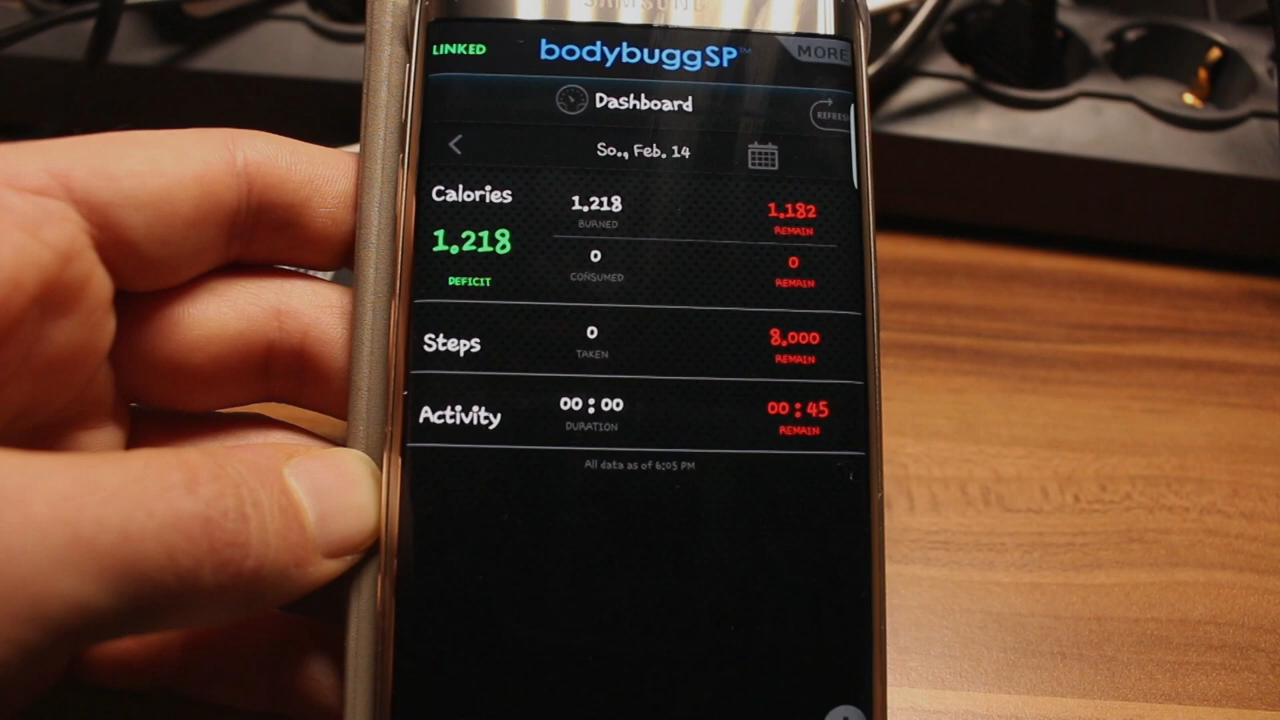 SAMSUNG
LINKED
bodybuggSP™
MORE
Dashboard
So., Feb. 14
Calories
1.218
BURNED
1.182
REMAIN
1.218
DEFICIT
0
CONSUMED
0
REMAIN
Steps
0
TAKEN
8.000
REMAIN
Activity
00:00
DURATION
00:45
REMAIN
All data as of 6:05 PM